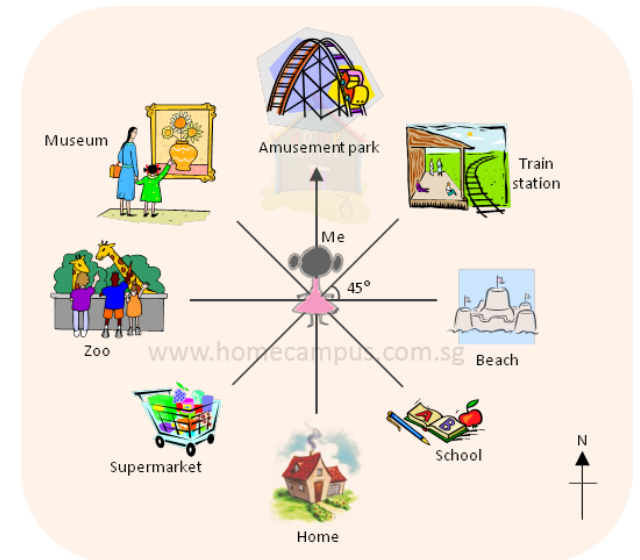 Museum
Amusement park
Train
station
Me
45°
Zoo
www.homecampus.com.sg
Beach
A B
Supermarket
School
N
Home